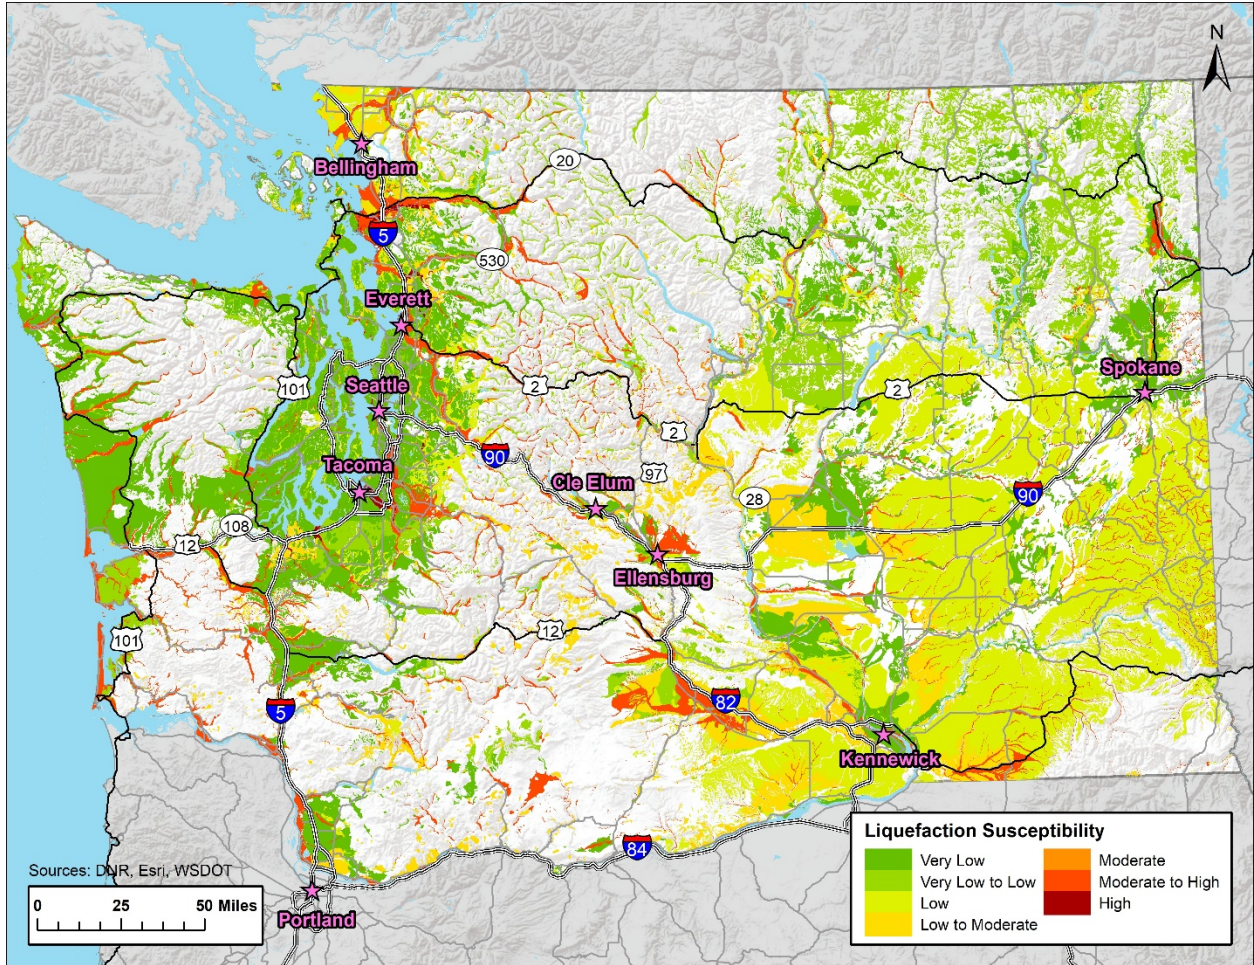 N
Bellingham
20
5
530
Everett
101
Seattle
2
Spokane
2
2
90
Tacoma
Cle Elum
97
28
90
108
12
Ellensburg
101
12
5
82
Kennewick
84
Liquefaction Susceptibility
Very Low
Very Low to Low
Low
Low to Moderate
Moderate
Moderate to High
High
Sources: DNR, Esri, WSDOT
0 25 50 Miles
Portland